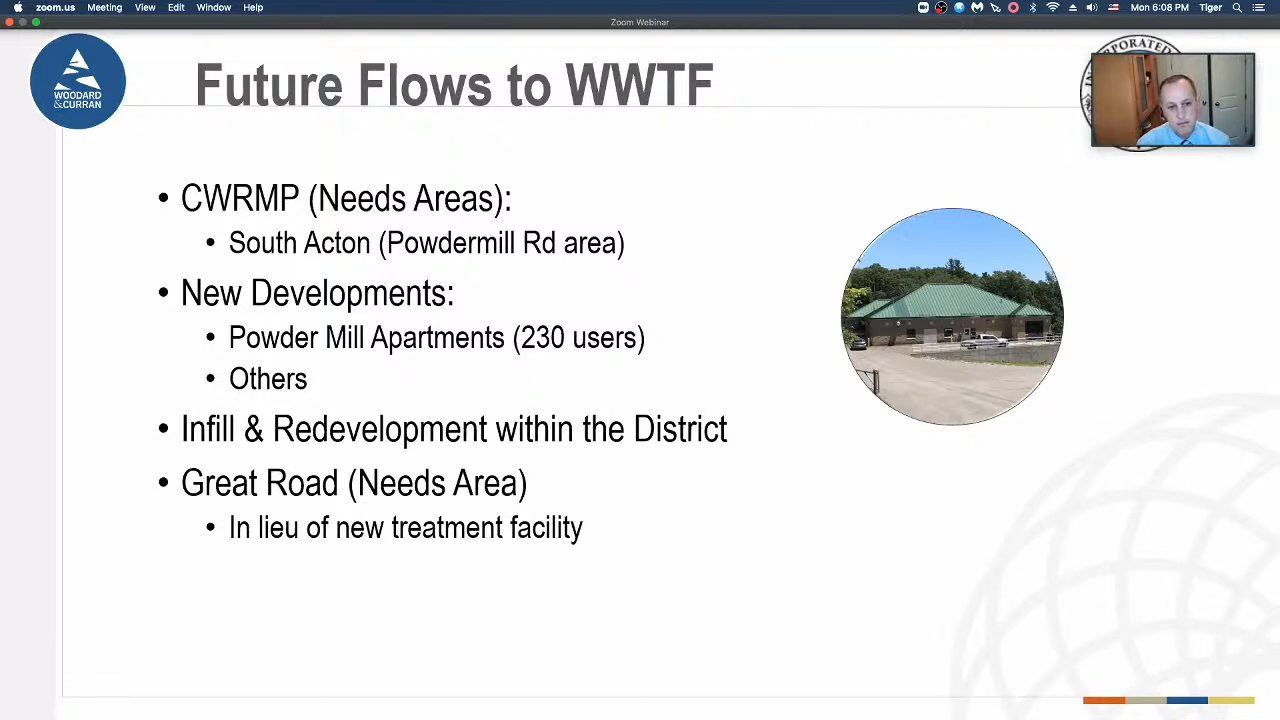 zoom.us Meeting View Edit Window Help Mon 6:08 PM Tiger
Zoom Webinar
WOODARD
&CURRAN
Future Flows to WWTF
• CWRMP (Needs Areas):
• South Acton (Powdermill Rd area)
• New Developments:
• Powder Mill Apartments (230 users)
• Others
• Infill & Redevelopment within the District
• Great Road (Needs Area)
• In lieu of new treatment facility